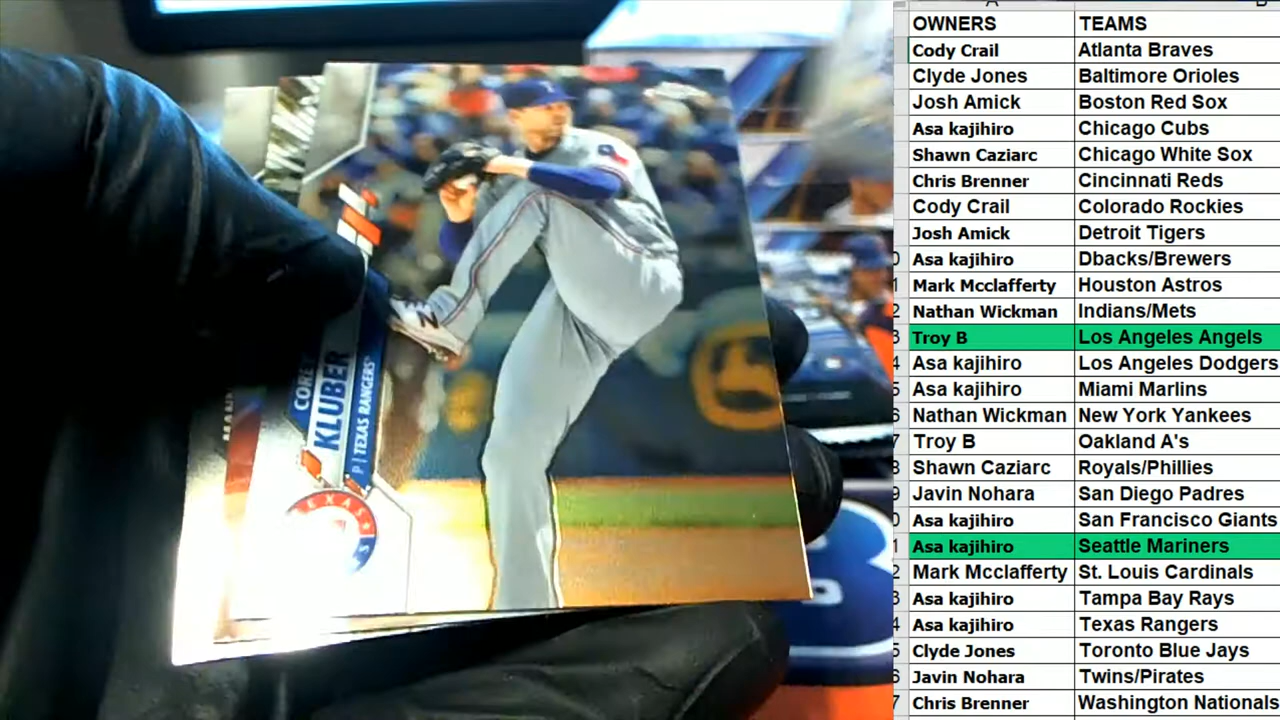 COREY
KLUBER
P | TEXAS RANGERS
TEXAS
A B
OWNERS TEAMS
Cody Crail Atlanta Braves
Clyde Jones Baltimore Orioles
Josh Amick Boston Red Sox
Asa kajihiro Chicago Cubs
Shawn Caziarc Chicago White Sox
Chris Brenner Cincinnati Reds
Cody Crail Colorado Rockies
Josh Amick Detroit Tigers
Asa kajihiro Dbacks/Brewers
Mark Mcclafferty Houston Astros
Nathan Wickman Indians/Mets
Troy B Los Angeles Angels
Asa kajihiro Los Angeles Dodgers
Asa kajihiro Miami Marlins
Nathan Wickman New York Yankees
Troy B Oakland A's
Shawn Caziarc Royals/Phillies
Javin Nohara San Diego Padres
Asa kajihiro San Francisco Giants
Asa kajihiro Seattle Mariners
Mark Mcclafferty St. Louis Cardinals
Asa kajihiro Tampa Bay Rays
Asa kajihiro Texas Rangers
Clyde Jones Toronto Blue Jays
Javin Nohara Twins/Pirates
Chris Brenner Washington Nationals